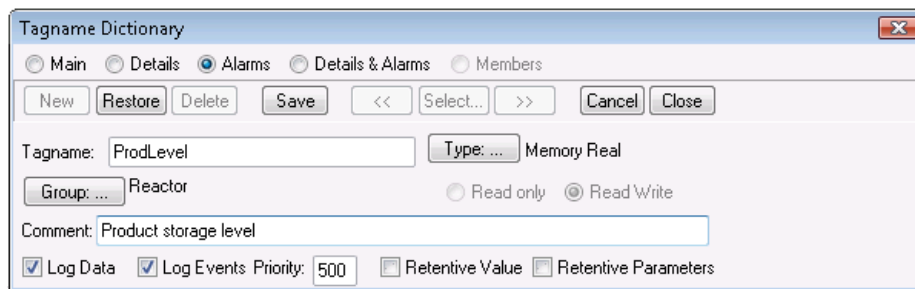 Tagname Dictionary
Main Details Alarms Details & Alarms Members
New Restore Delete Save << Select... >> Cancel Close
Tagname: ProdLevel Type: ... Memory Real
Group: ... Reactor Read only Read Write
Comment: Product storage level
Log Data Log Events Priority: 500 Retentive Value Retentive Parameters